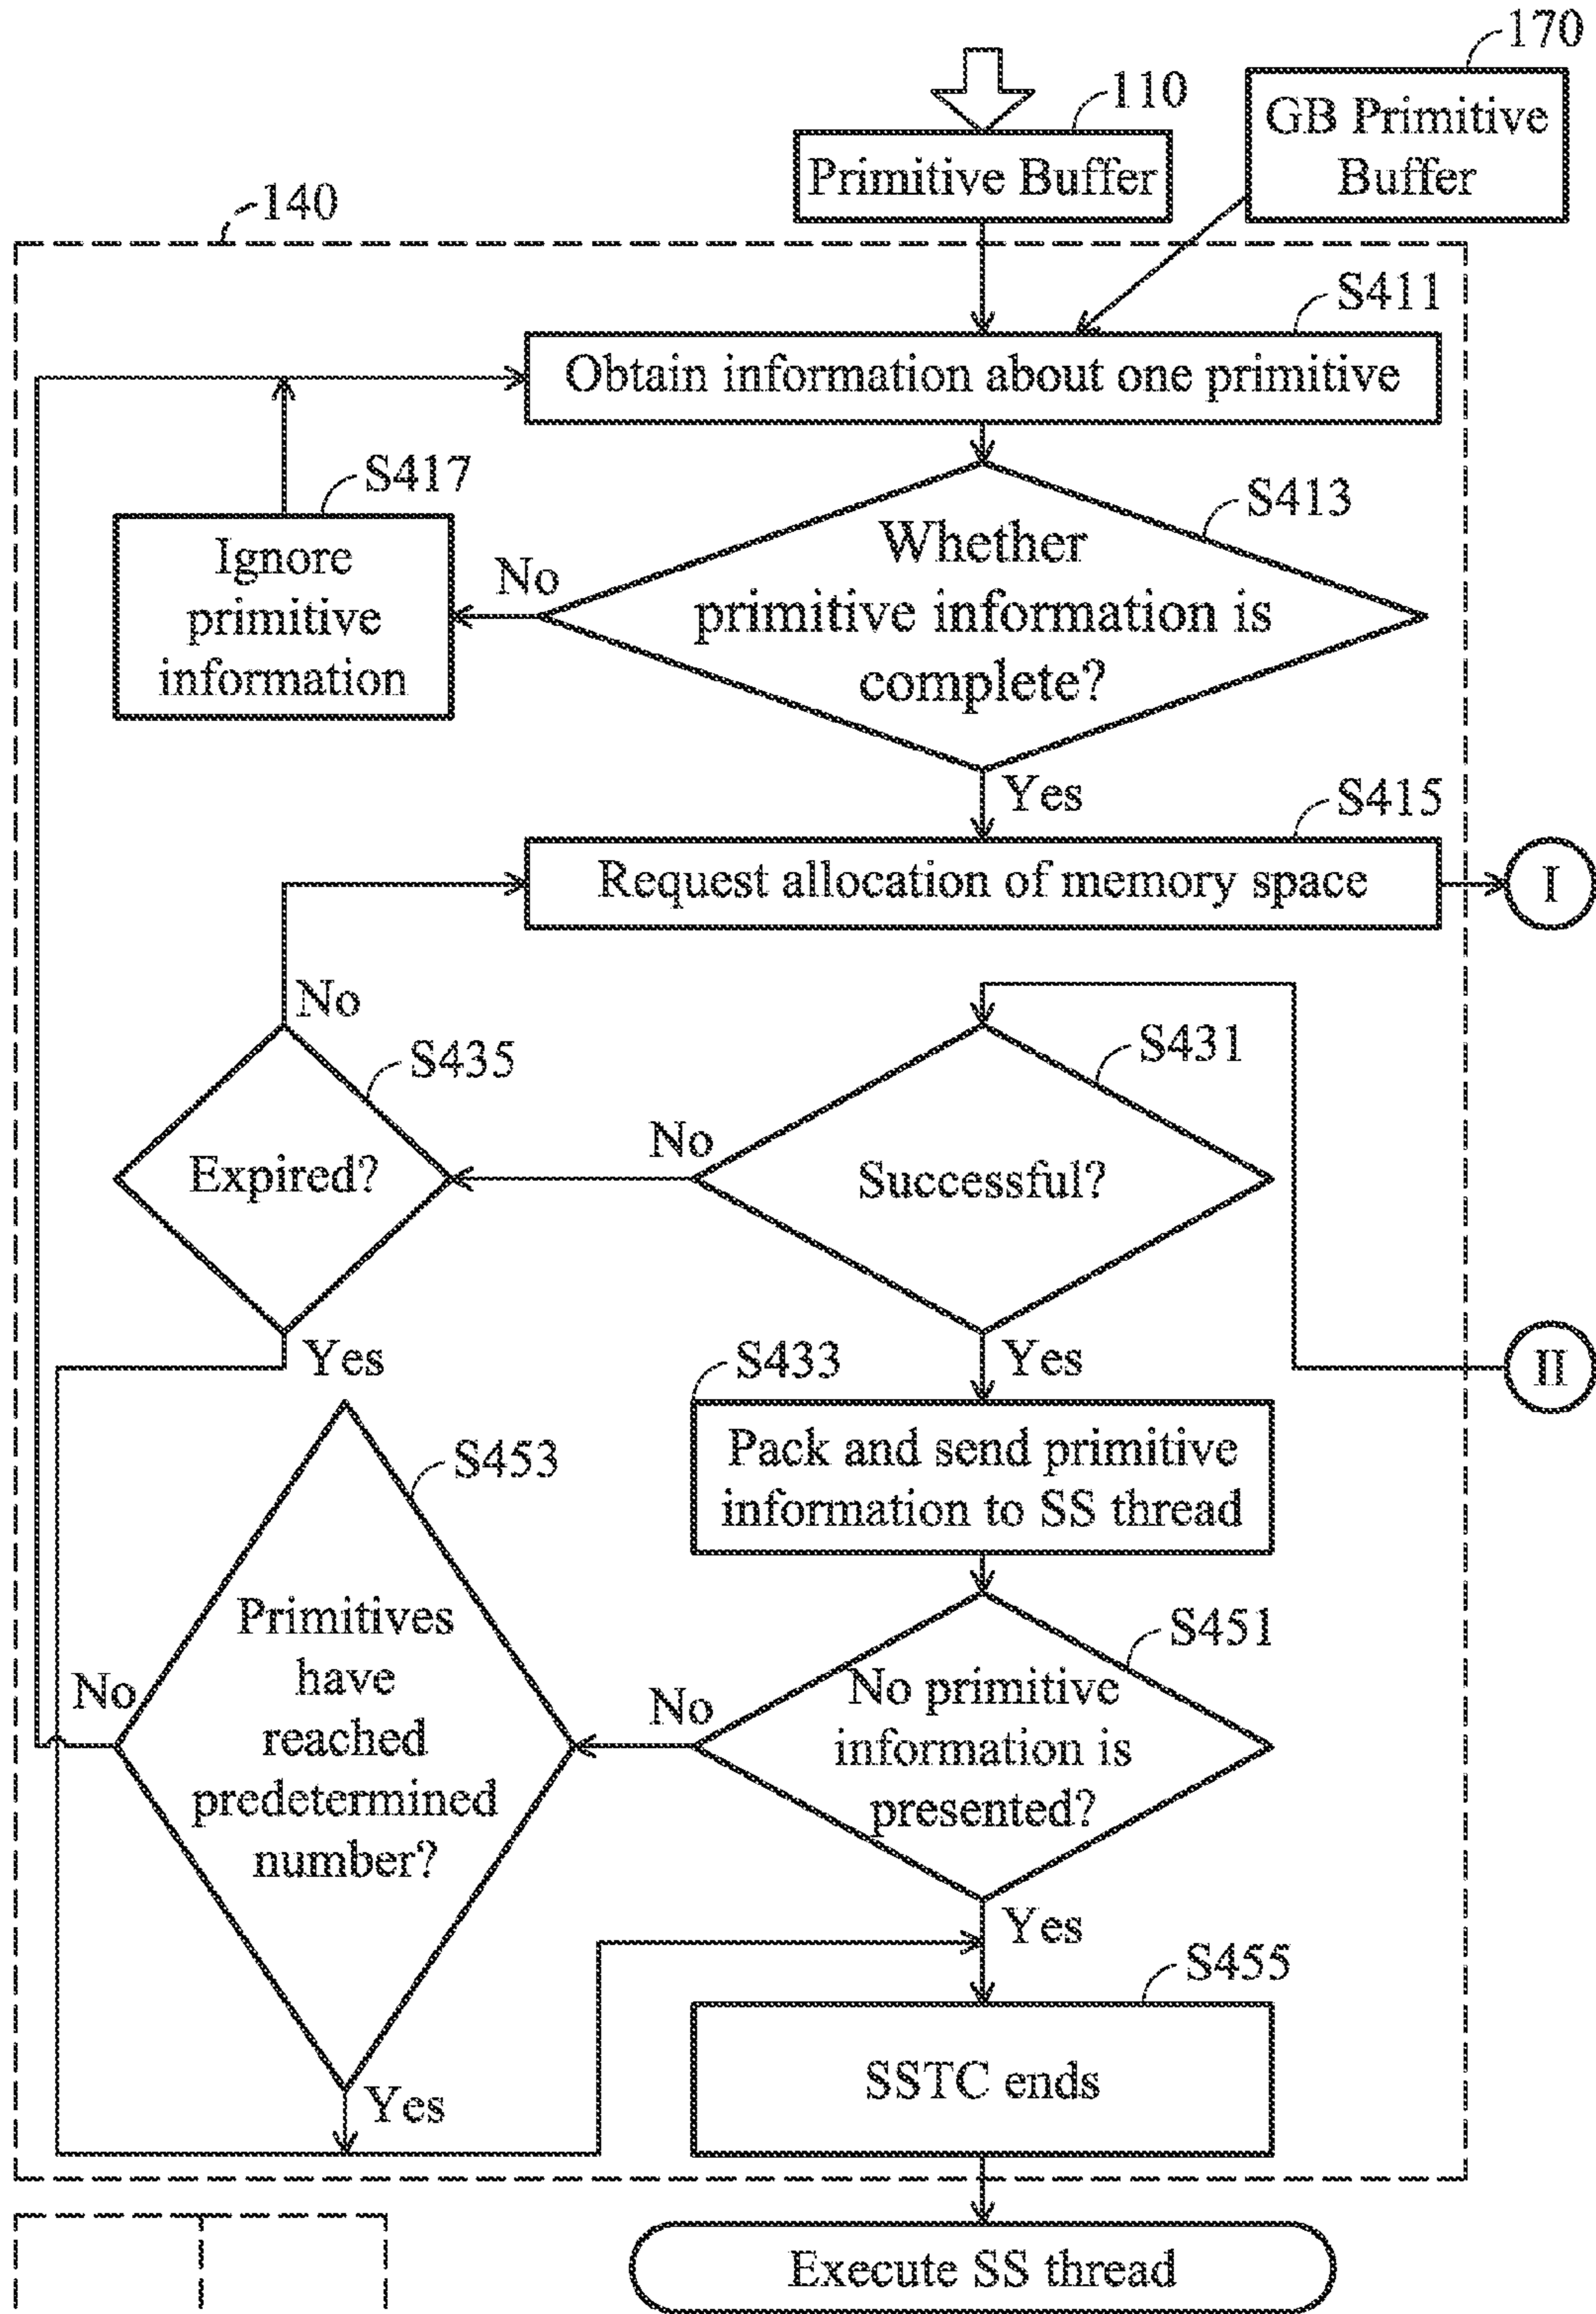 170
110
GB Primitive
Buffer
Primitive Buffer
140
S411
Obtain information about one primitive
S417
S413
Ignore
primitive
information
No
Whether
primitive information is
complete?
Yes
S415
Request allocation of memory space
I
No
S435
S431
Expired?
No
Successful?
Yes
S433
Yes
II
Pack and send primitive
information to SS thread
S453
S451
Primitives
have
reached
predetermined
number?
No
No
No primitive
information is
presented?
Yes
S455
Yes
SSTC ends
Execute SS thread